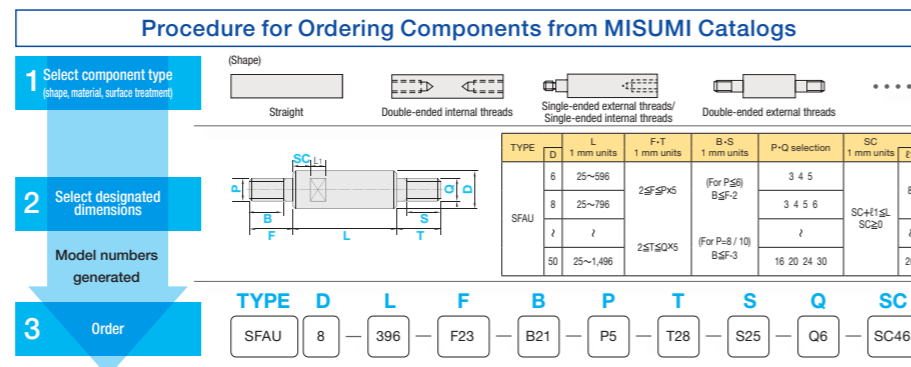 Procedure for Ordering Components from MISUMI Catalogs
1 Select component type
(shape, material, surface treatment)
(Shape)
Straight
Double-ended internal threads
Single-ended external threads/
Single-ended internal threads
Double-ended external threads
2 Select designated
dimensions
SC L1
P Q D
B S
F L T
TYPE D L 1 mm units F・T 1 mm units B・S 1 mm units P・Q selection SC 1 mm units
SFAU
6 25~596 3 4 5
8 25~796 3 4 5 6
≀ ≀ ≀
50 25~1,496 16 20 24 30
2≦F≦P×5
2≦T≦Q×5
(For P≦6)
B≦F-2
(For P=8 / 10)
B≦F-3
SC+ℓ1≦L
SC≧0
Model numbers
generated
3 Order
TYPE D L F B P T S Q SC
SFAU 8 — 396 — F23 — B21 — P5 — T28 — S25 — Q6 — SC46